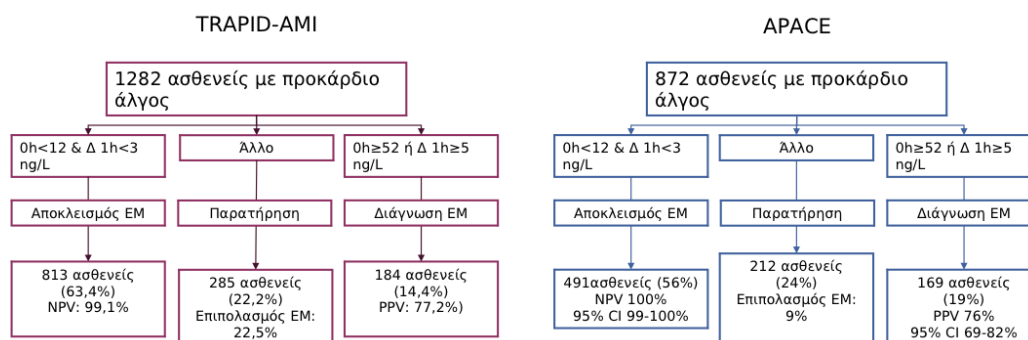 TRAPID-AMI
1282 ασθενείς με προκάρδιο
άλγος
0h<12 & Δ 1h<3
ng/L
Άλλο
0h≥52 ή Δ 1h≥5
ng/L
Αποκλεισμός ΕΜ
Παρατήρηση
Διάγνωση ΕΜ
813 ασθενείς
(63,4%)
NPV: 99,1%
285 ασθενείς
(22,2%)
Επιπολασμός ΕΜ:
22,5%
184 ασθενείς
(14,4%)
PPV: 77,2%
APACE
872 ασθενείς με προκάρδιο
άλγος
0h<12 & Δ 1h<3
ng/L
Άλλο
0h≥52 ή Δ 1h≥5
ng/L
Αποκλεισμός ΕΜ
Παρατήρηση
Διάγνωση ΕΜ
491ασθενείς (56%)
NPV 100%
95% CI 99-100%
212 ασθενείς
(24%)
Επιπολασμός ΕΜ:
9%
169 ασθενείς
(19%)
PPV 76%
95% CI 69-82%